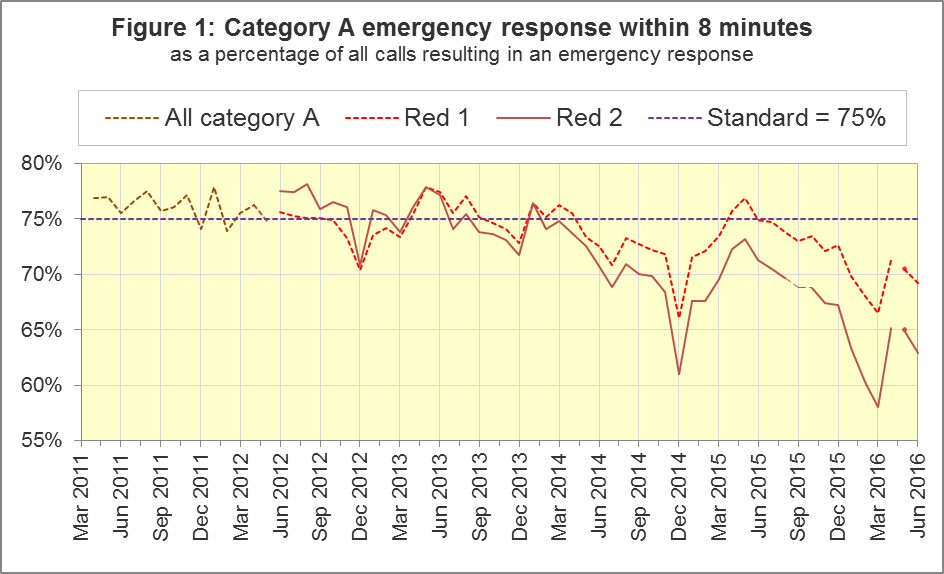 Figure 1: Category A emergency response within 8 minutes
as a percentage of all calls resulting in an emergency response
All category A Red 1 Red 2 Standard = 75%
80%
75%
70%
65%
60%
55%
Mar 2011
Jun 2011
Sep 2011
Dec 2011
Mar 2012
Jun 2012
Sep 2012
Dec 2012
Mar 2013
Jun 2013
Sep 2013
Dec 2013
Mar 2014
Jun 2014
Sep 2014
Dec 2014
Mar 2015
Jun 2015
Sep 2015
Dec 2015
Mar 2016
Jun 2016